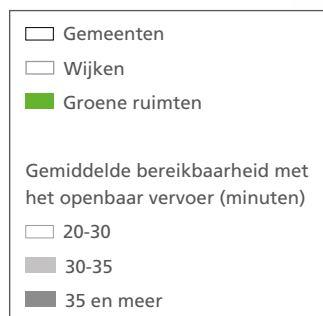 Gemeenten
Wijken
Groene ruimten
Gemiddelde bereikbaarheid met
het openbaar vervoer (minuten)
20-30
30-35
35 en meer